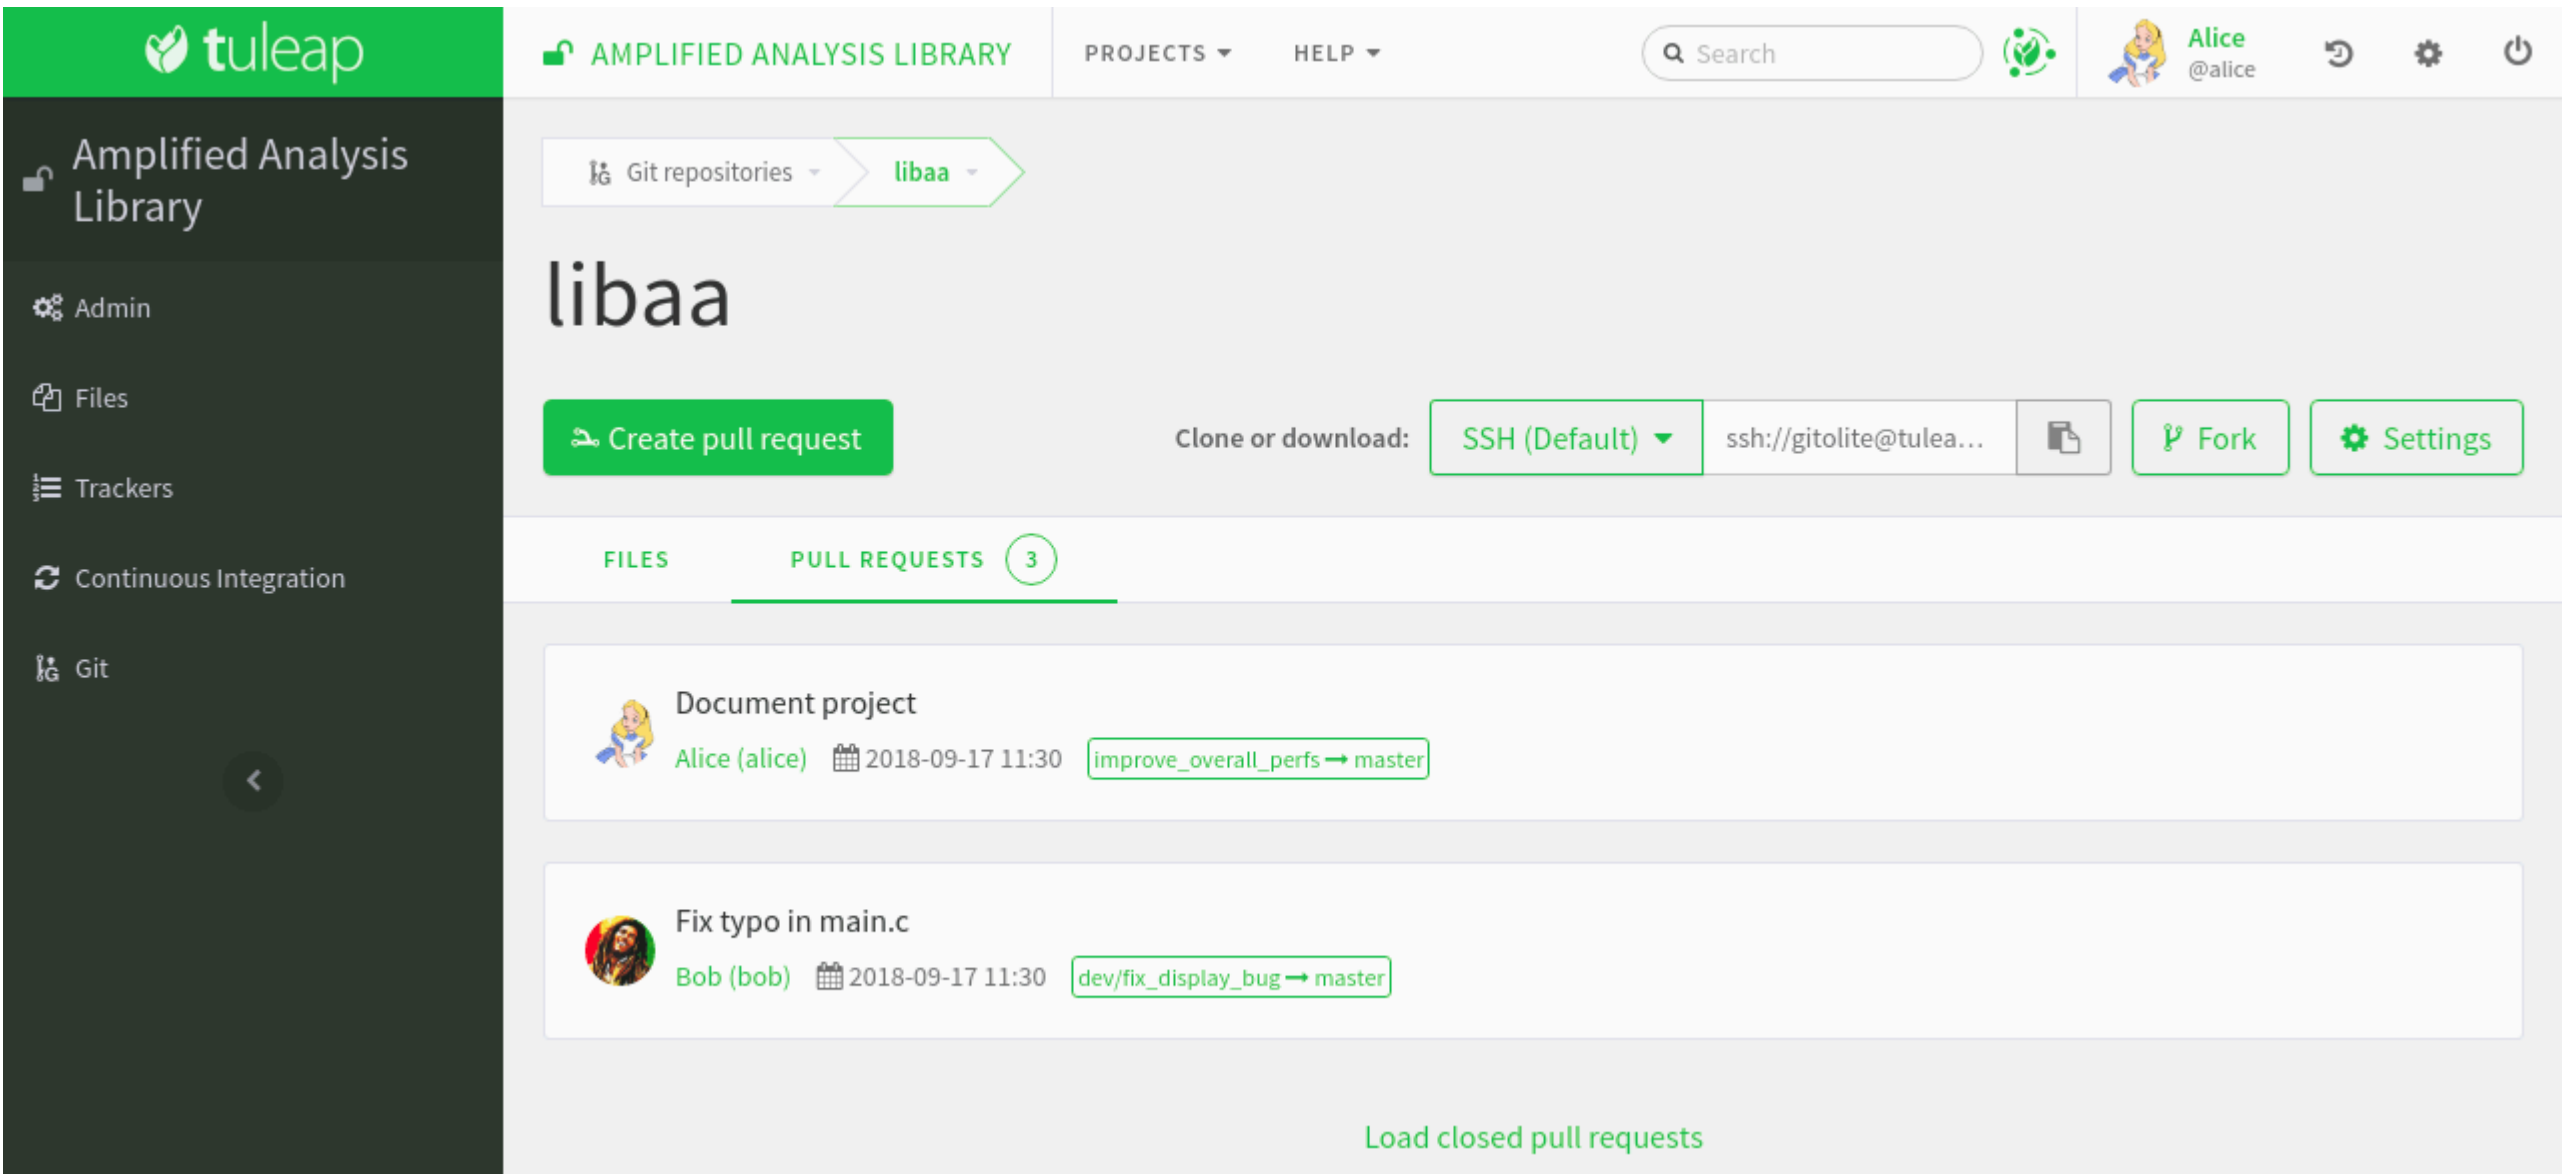 tuleap
AMPLIFIED ANALYSIS LIBRARY
PROJECTS
HELP
Search
Alice
@alice
Amplified Analysis
Library
Admin
Files
Trackers
Continuous Integration
Git
Git repositories
libaa
libaa
Create pull request
Clone or download:
SSH (Default)
ssh://gitolite@tulea...
Fork
Settings
FILES
PULL REQUESTS 3
Document project
Alice (alice) 2018-09-17 11:30 improve_overall_perfs → master
Fix typo in main.c
Bob (bob) 2018-09-17 11:30 dev/fix_display_bug → master
Load closed pull requests